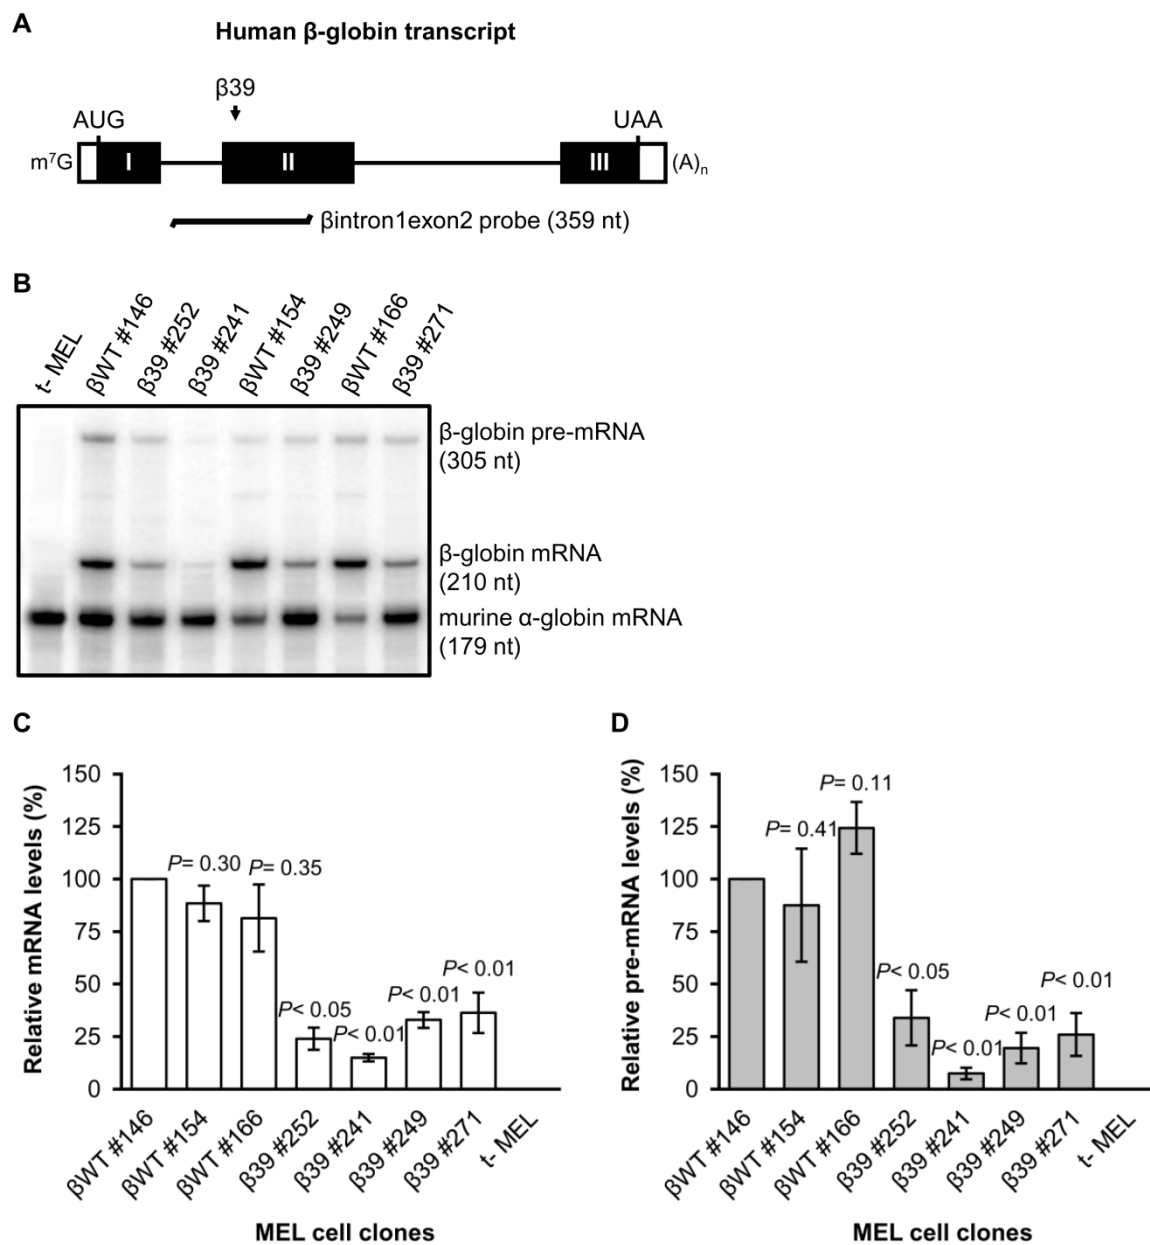 A
Human β-globin transcript
β39
AUG
UAA
m⁷G
I
II
III
(A)ₙ
βintron1exon2 probe (359 nt)
B
t- MEL
βWT #146
β39 #252
β39 #241
βWT #154
β39 #249
βWT #166
β39 #271
β-globin pre-mRNA
(305 nt)
β-globin mRNA
(210 nt)
murine α-globin mRNA
(179 nt)
C
Relative mRNA levels (%)
150
125
100
75
50
25
0
P= 0.30
P= 0.35
P< 0.05
P< 0.01
P< 0.01
P< 0.01
βWT #146
βWT #154
βWT #166
β39 #252
β39 #241
β39 #249
β39 #271
t- MEL
MEL cell clones
D
Relative pre-mRNA levels (%)
150
125
100
75
50
25
0
P= 0.41
P= 0.11
P< 0.05
P< 0.01
P< 0.01
P< 0.01
βWT #146
βWT #154
βWT #166
β39 #252
β39 #241
β39 #249
β39 #271
t- MEL
MEL cell clones